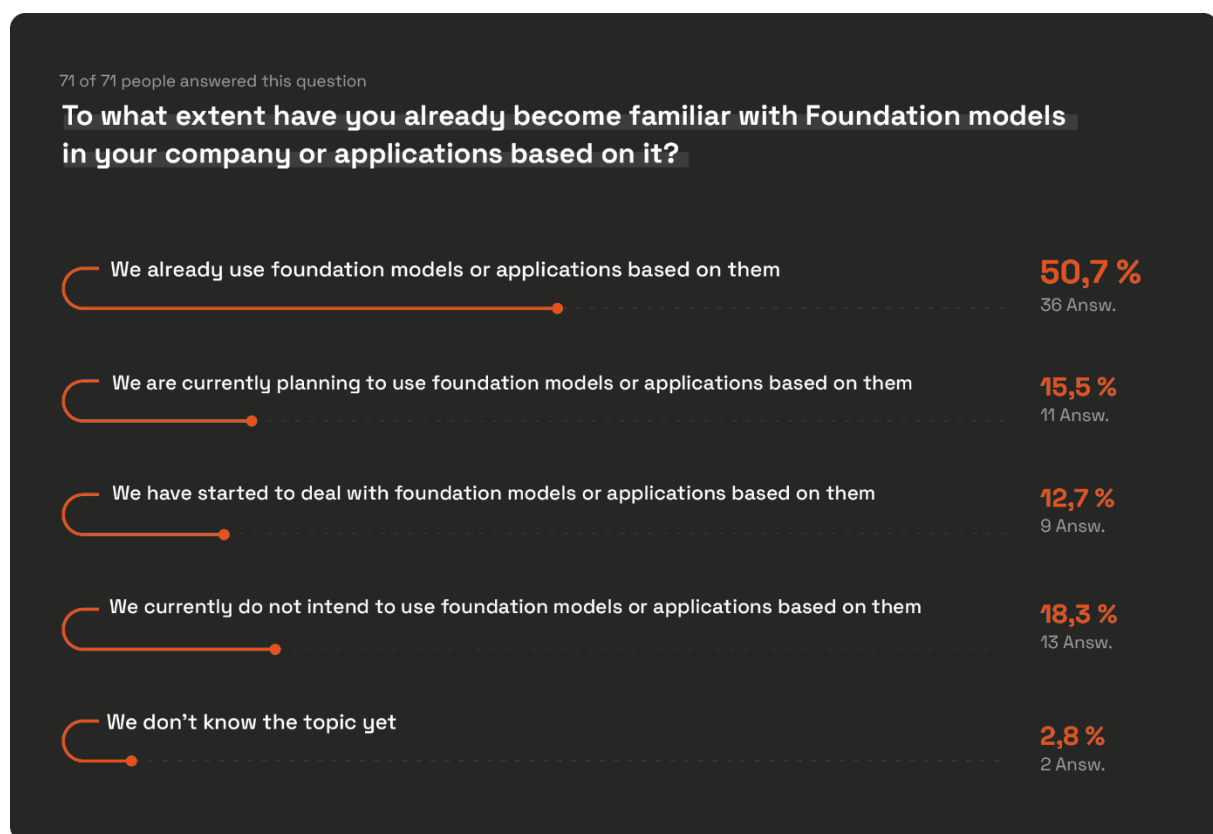 71 of 71 people answered this question
To what extent have you already become familiar with Foundation models
in your company or applications based on it?
We already use foundation models or applications based on them
50,7 %
36 Answ.
We are currently planning to use foundation models or applications based on them
15,5 %
11 Answ.
We have started to deal with foundation models or applications based on them
12,7 %
9 Answ.
We currently do not intend to use foundation models or applications based on them
18,3 %
13 Answ.
We don't know the topic yet
2,8 %
2 Answ.